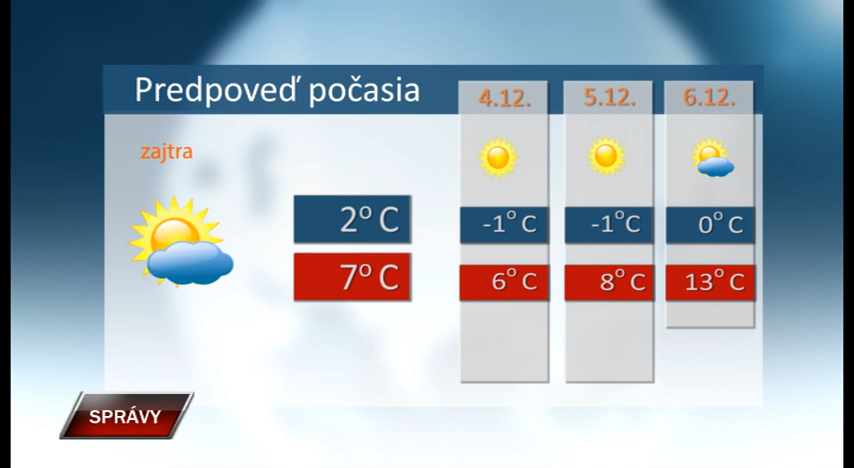 Predpoveď počasia
zajtra
2° C
7° C
4.12.
-1° C
6° C
5.12.
-1°C
8° C
6.12.
0° C
13° C
SPRÁVY